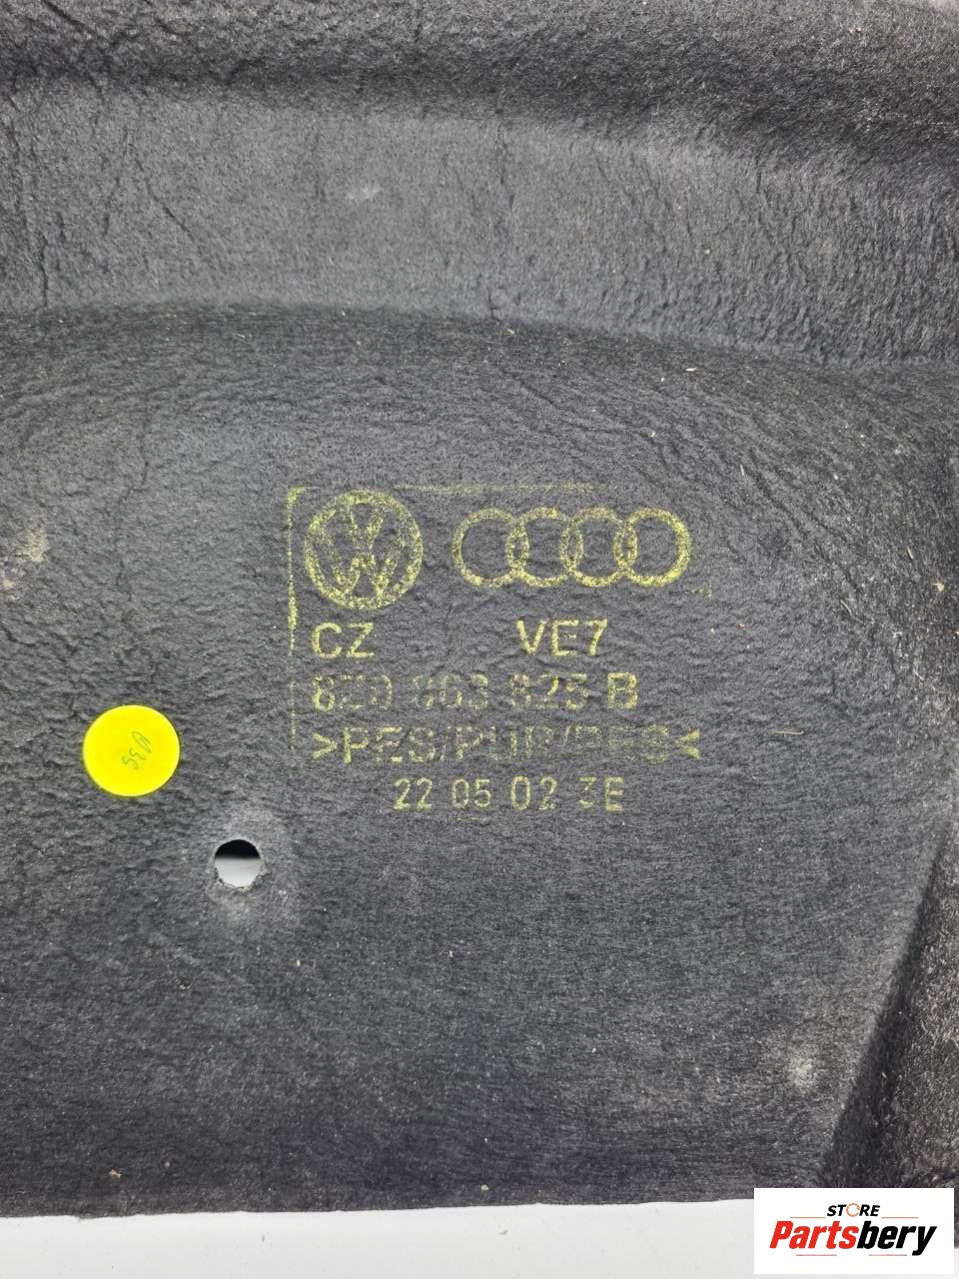 CZ VE7
8Z0 863 825 B
>PES/PUR/PES<
22 05 02 3E
STORE
Partsbery